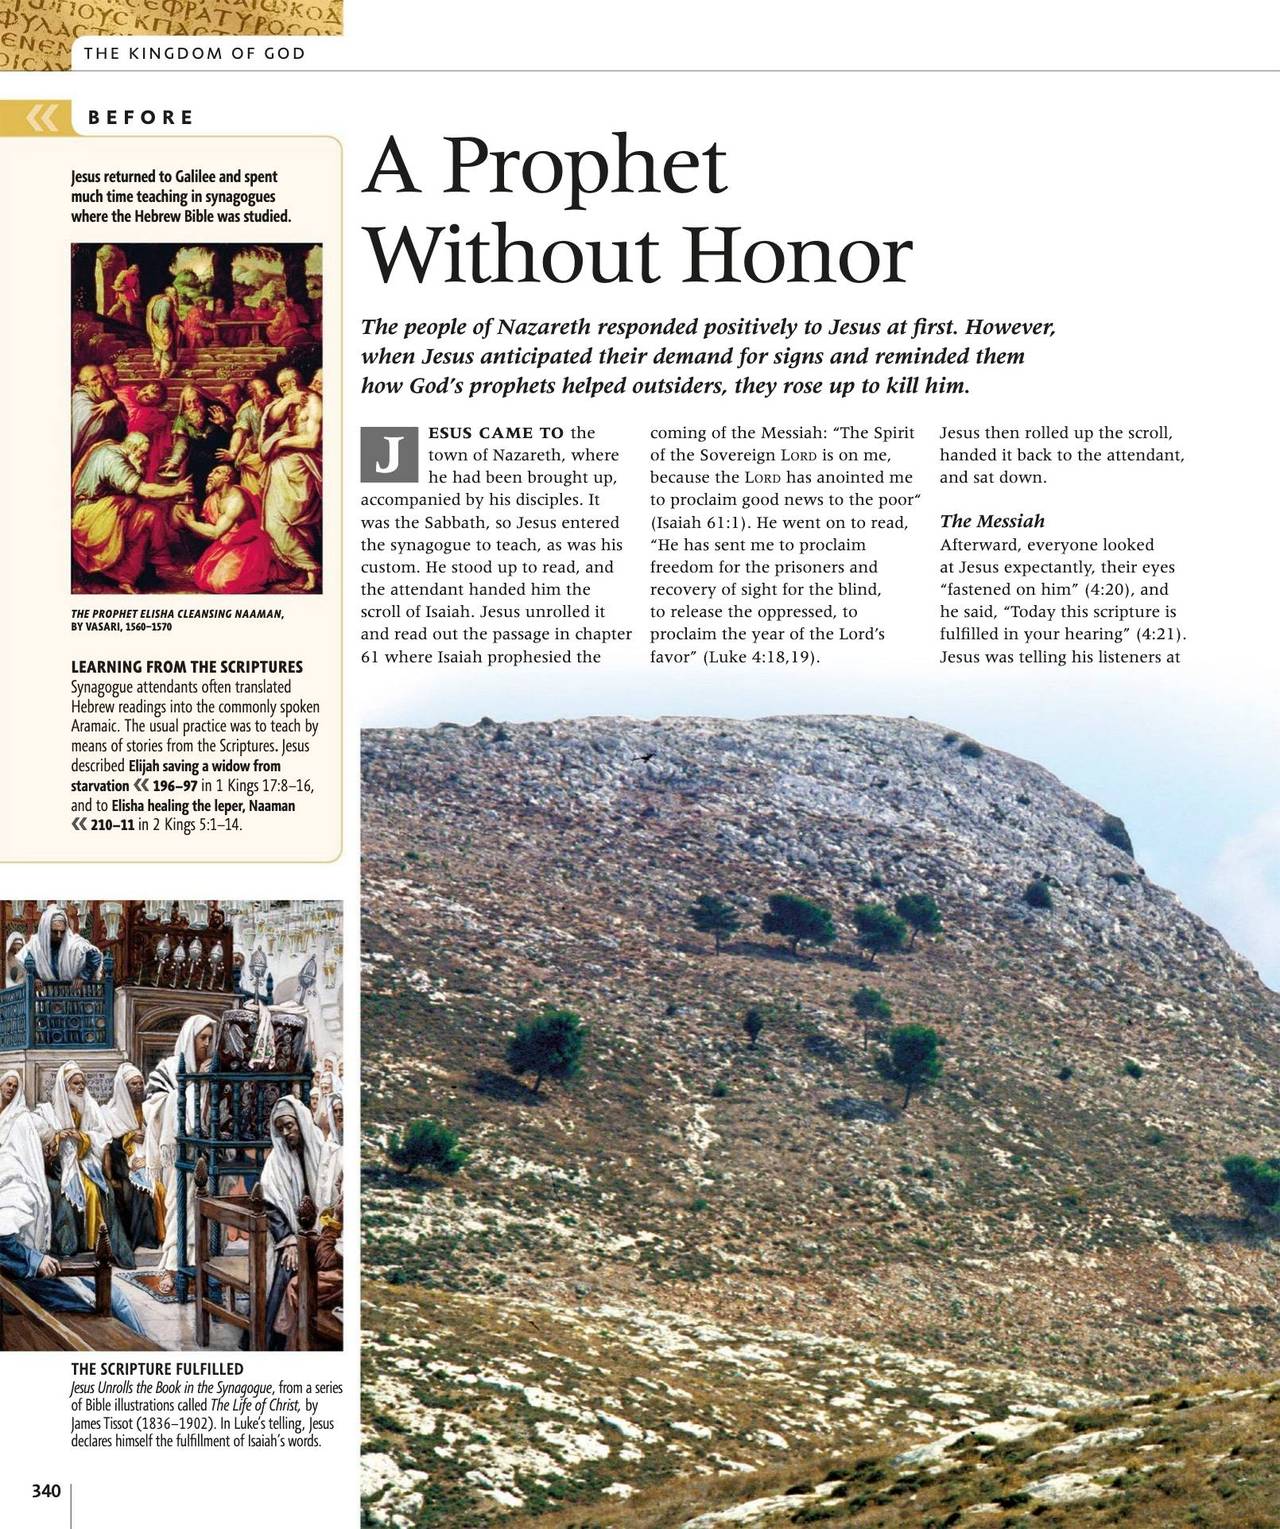 THE KINGDOM OF GOD
« BEFORE
Jesus returned to Galilee and spent
much time teaching in synagogues
where the Hebrew Bible was studied.
THE PROPHET ELISHA CLEANSING NAAMAN,
BY VASARI, 1560–1570
LEARNING FROM THE SCRIPTURES
Synagogue attendants often translated
Hebrew readings into the commonly spoken
Aramaic. The usual practice was to teach by
means of stories from the Scriptures. Jesus
described Elijah saving a widow from
starvation « 196–97 in 1 Kings 17:8–16,
and to Elisha healing the leper, Naaman
« 210–11 in 2 Kings 5:1–14.
THE SCRIPTURE FULFILLED
Jesus Unrolls the Book in the Synagogue, from a series
of Bible illustrations called The Life of Christ, by
James Tissot (1836–1902). In Luke's telling, Jesus
declares himself the fulfillment of Isaiah's words.
340
A Prophet
Without Honor
The people of Nazareth responded positively to Jesus at first. However,
when Jesus anticipated their demand for signs and reminded them
how God's prophets helped outsiders, they rose up to kill him.
JESUS CAME TO the
town of Nazareth, where
he had been brought up,
accompanied by his disciples. It
was the Sabbath, so Jesus entered
the synagogue to teach, as was his
custom. He stood up to read, and
the attendant handed him the
scroll of Isaiah. Jesus unrolled it
and read out the passage in chapter
61 where Isaiah prophesied the
coming of the Messiah: “The Spirit
of the Sovereign LORD is on me,
because the LORD has anointed me
to proclaim good news to the poor“
(Isaiah 61:1). He went on to read,
“He has sent me to proclaim
freedom for the prisoners and
recovery of sight for the blind,
to release the oppressed, to
proclaim the year of the Lord’s
favor” (Luke 4:18,19).
Jesus then rolled up the scroll,
handed it back to the attendant,
and sat down.
The Messiah
Afterward, everyone looked
at Jesus expectantly, their eyes
“fastened on him” (4:20), and
he said, “Today this scripture is
fulfilled in your hearing” (4:21).
Jesus was telling his listeners at